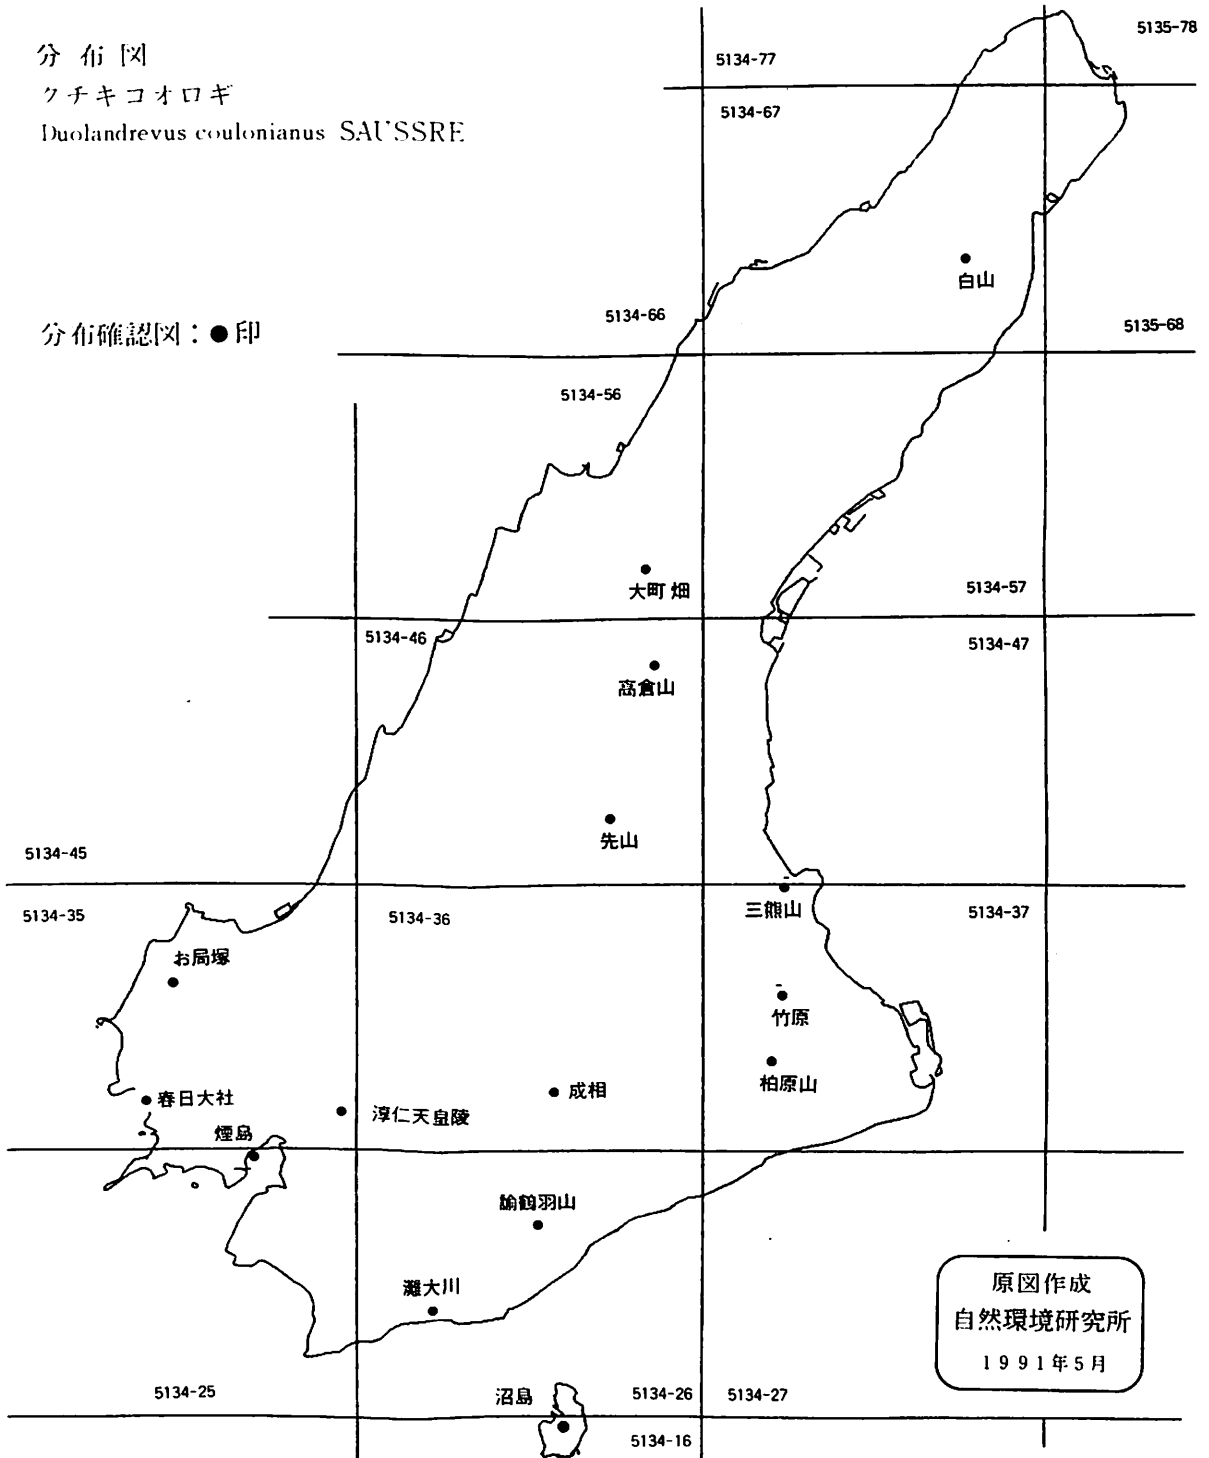 分布図
クチキコオロギ
Duolandrevus coulonianus SAUSSRE
分布確認図：●印
5135-78
5134-77
5134-67
白山
5134-66
5135-68
5134-56
大町畑
5134-57
5134-46
5134-47
高倉山
先山
5134-45
5134-35
5134-36
三熊山
5134-37
お局塚
竹原
柏原山
成相
春日大社
淳仁天皇陵
煙島
諭鶴羽山
灘大川
原図作成
自然環境研究所
1991年5月
5134-25
沼島
5134-26
5134-27
5134-16